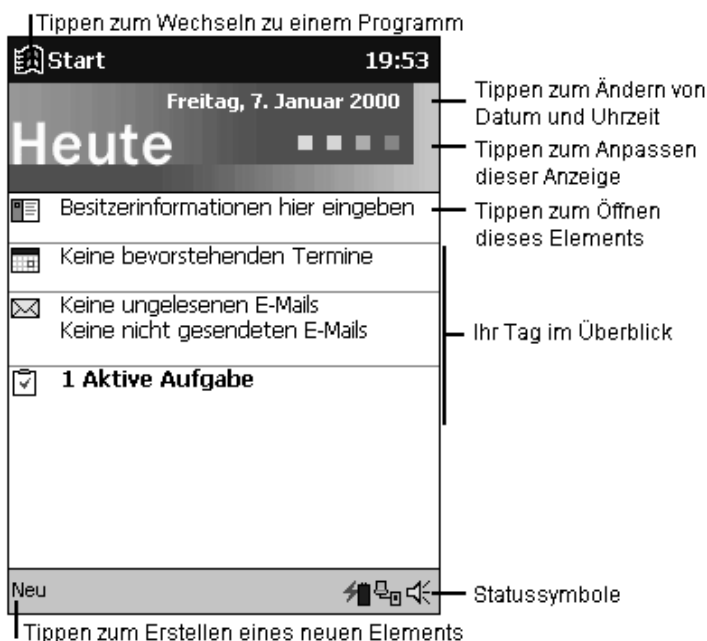 Tippen zum Wechseln zu einem Programm
Start 19:53
Freitag, 7. Januar 2000
Heute
Tippen zum Ändern von
Datum und Uhrzeit
Tippen zum Anpassen
dieser Anzeige
Besitzerinformationen hier eingeben
Tippen zum Öffnen
dieses Elements
Keine bevorstehenden Termine
Keine ungelesenen E-Mails
Keine nicht gesendeten E-Mails
Ihr Tag im Überblick
1 Aktive Aufgabe
Neu
Statussymbole
Tippen zum Erstellen eines neuen Elements